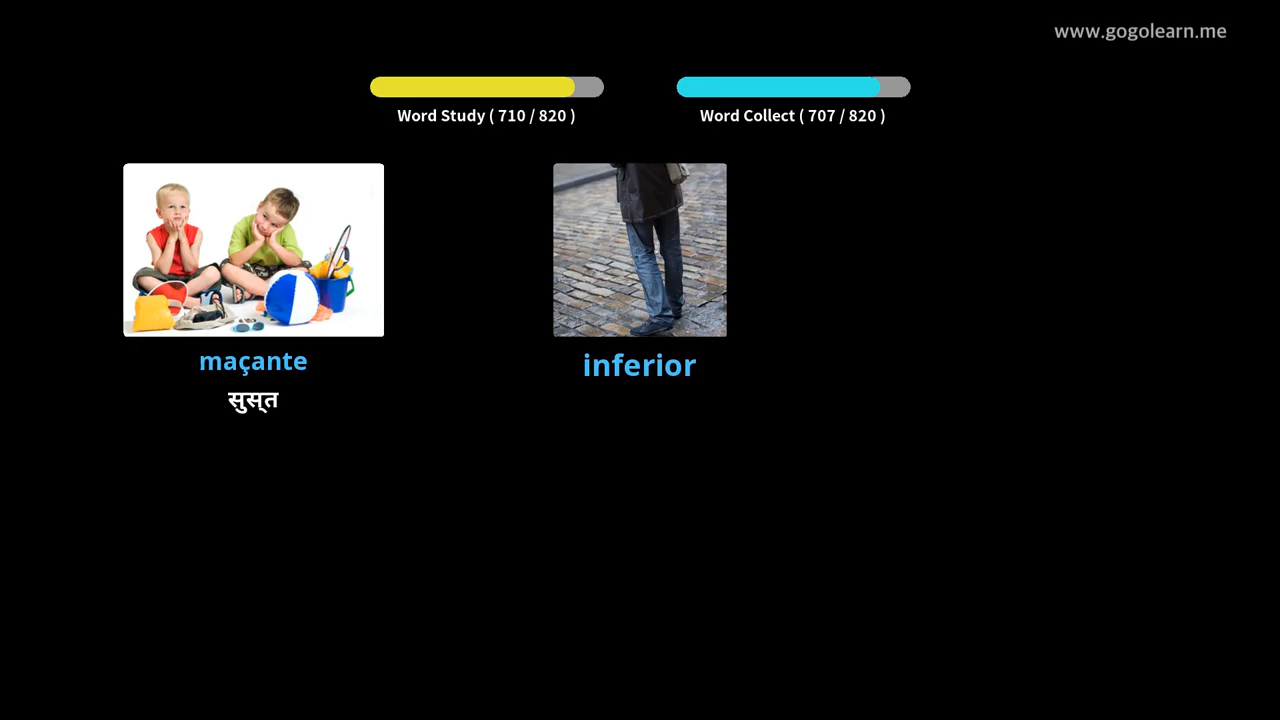 www.gogolearn.me
Word Study ( 710 / 820 )
Word Collect ( 707 / 820 )
maçante
सुस्त
inferior